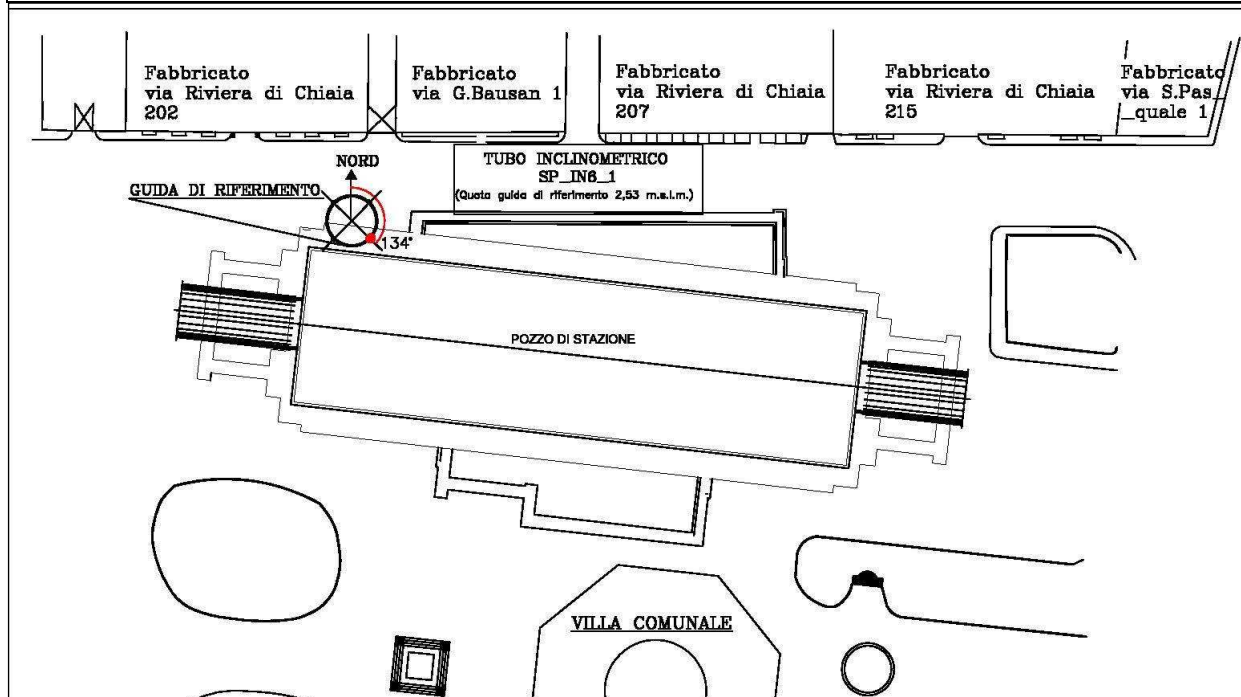 Fabbricato
via Riviera di Chiaia
202
Fabbricato
via G.Bausan 1
Fabbricato
via Riviera di Chiaia
207
Fabbricato
via Riviera di Chiaia
215
Fabbricato
via S.Pas_
_quale 1
NORD
TUBO INCLINOMETRICO
SP_IN6_1
(Quota guida di riferimento 2,53 m.s.l.m.)
GUIDA DI RIFERIMENTO
134°
POZZO DI STAZIONE
VILLA COMUNALE